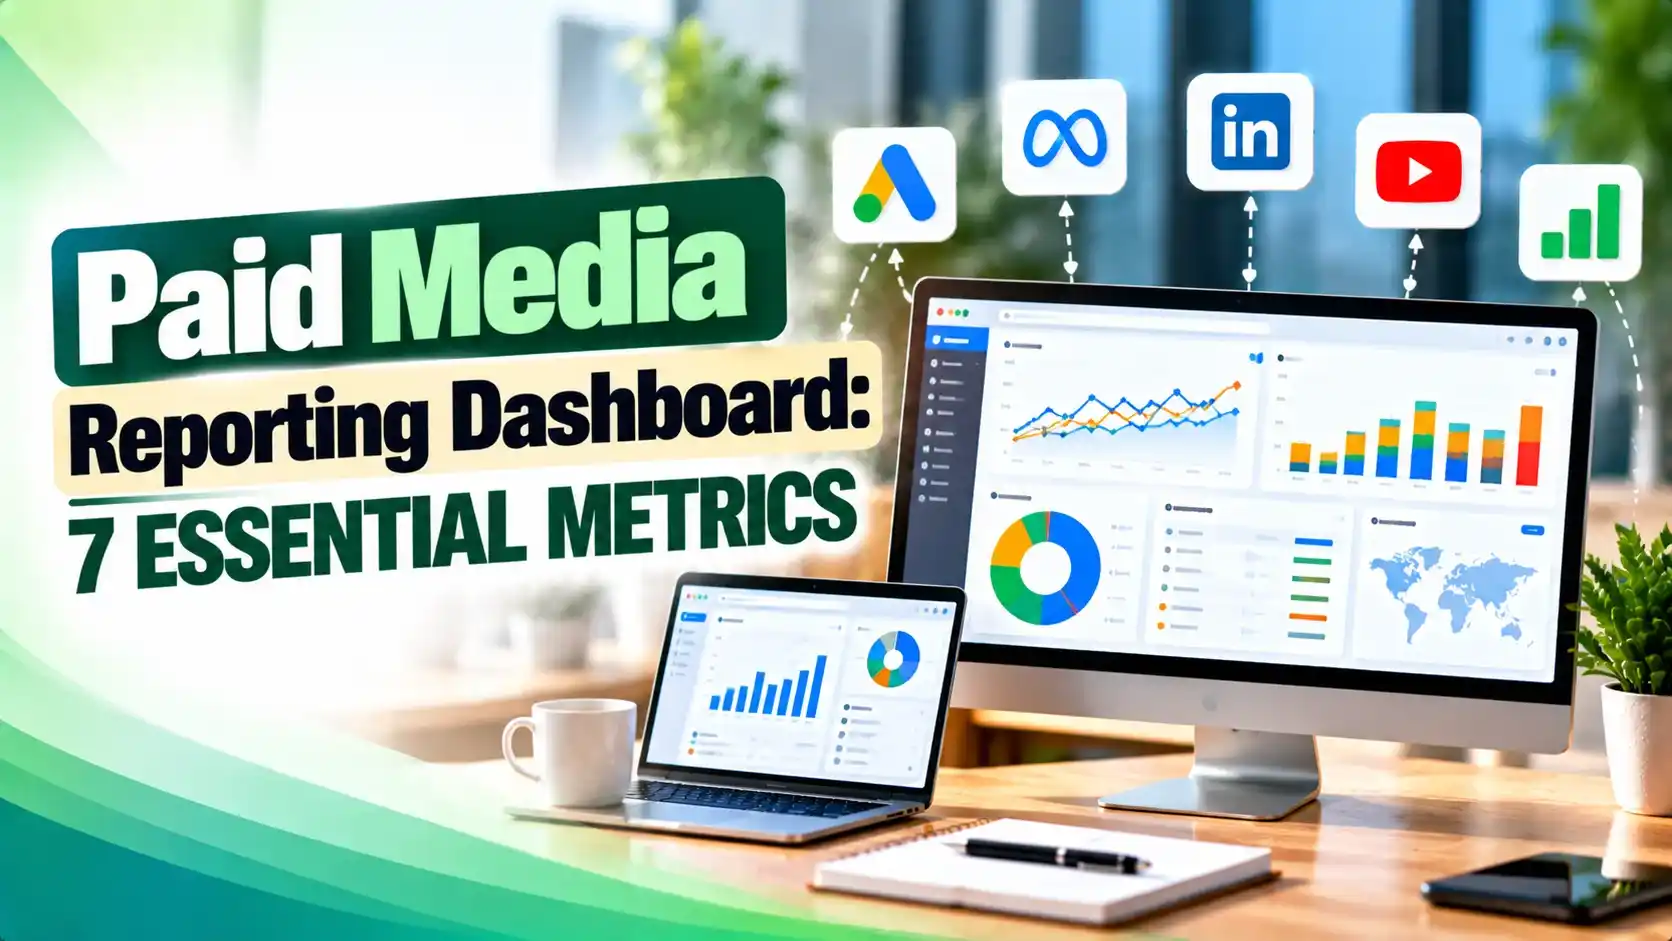 Paid Media
Reporting Dashboard:
7 ESSENTIAL METRICS
in